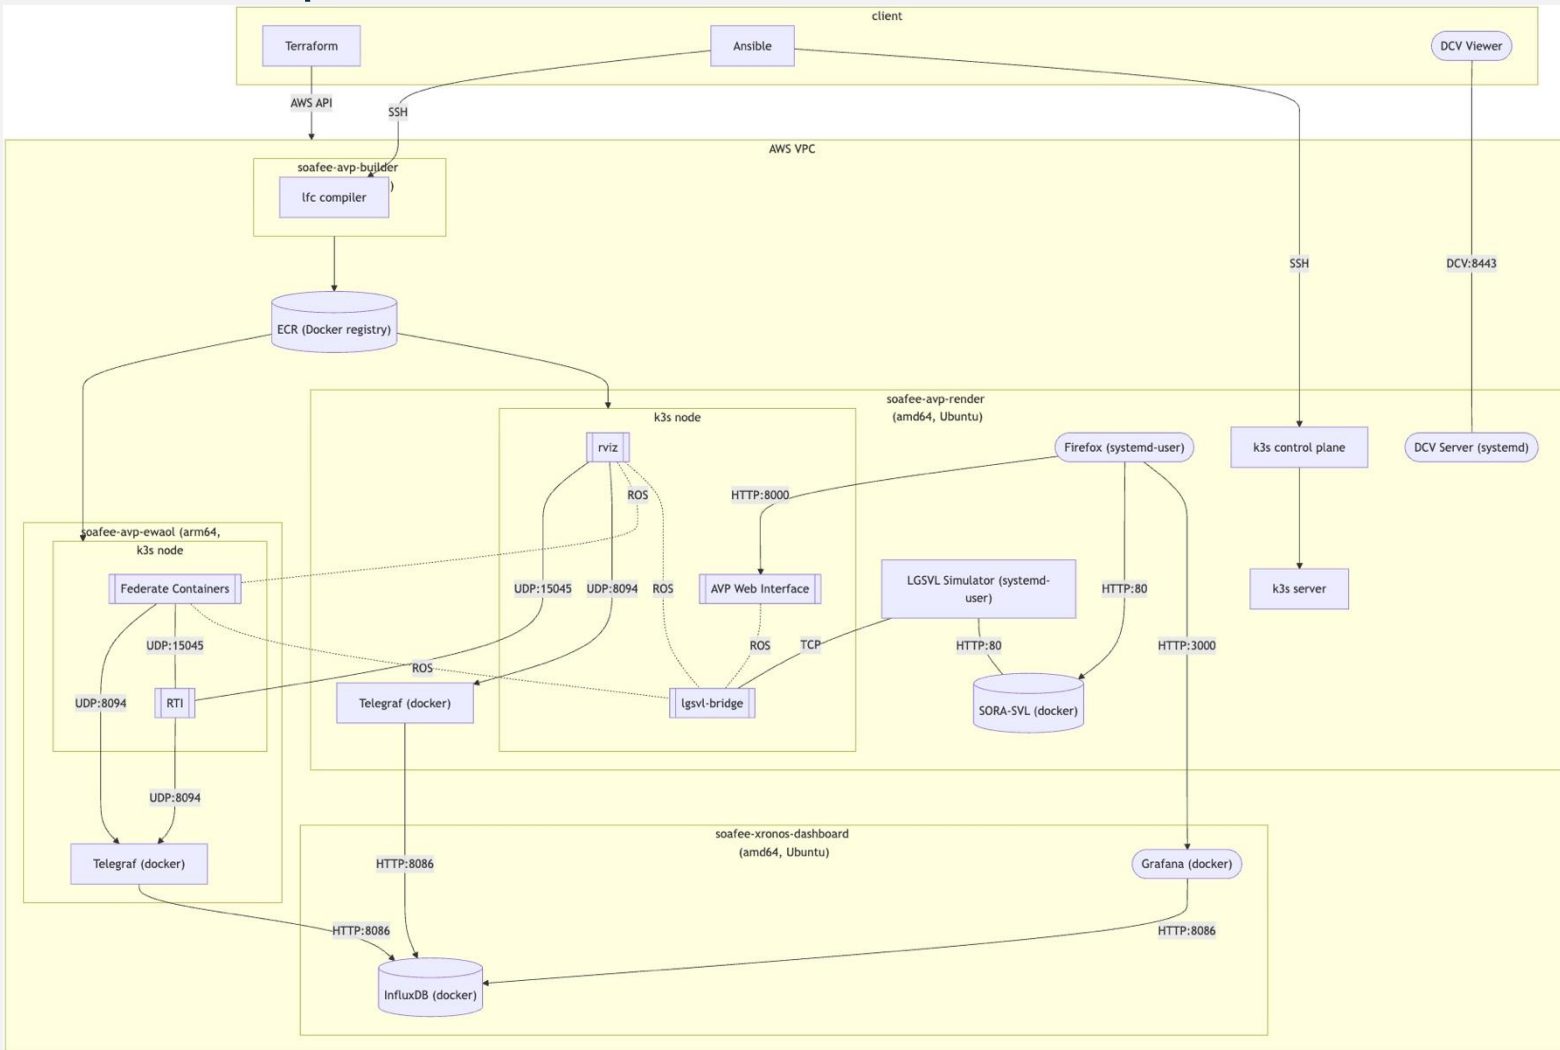 client
Terraform
Ansible
DCV Viewer
AWS API
SSH
AWS VPC
soafee-avp-builder
)
lfc compiler
SSH
DCV:8443
ECR (Docker registry)
soafee-avp-render
(amd64, Ubuntu)
k3s node
rviz
Firefox (systemd-user)
k3s control plane
DCV Server (systemd)
ROS
HTTP:8000
soafee-avp-ewaol (arm64,
k3s node
Federate Containers
UDP:15045
UDP:8094
ROS
AVP Web Interface
LGSVL Simulator (systemd-
user)
HTTP:80
k3s server
UDP:15045
ROS
ROS
TCP
HTTP:80
HTTP:3000
UDP:8094
RTI
Telegraf (docker)
lgsvl-bridge
SORA-SVL (docker)
UDP:8094
soafee-xronos-dashboard
(amd64, Ubuntu)
Telegraf (docker)
HTTP:8086
Grafana (docker)
HTTP:8086
HTTP:8086
InfluxDB (docker)